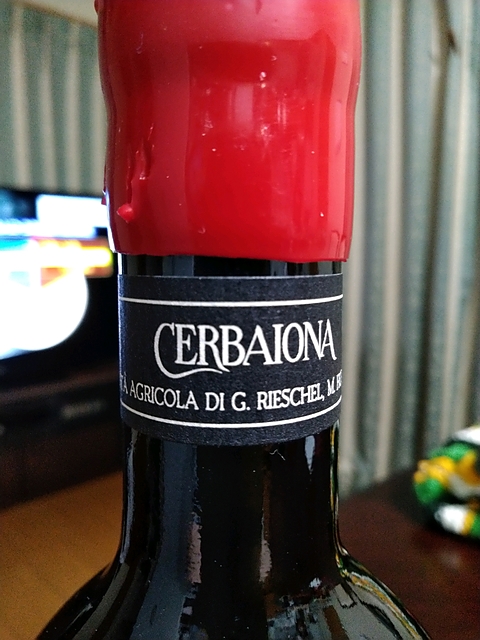 CERBAIONA
AGRICOLA DI G. RIESCHEL, M.